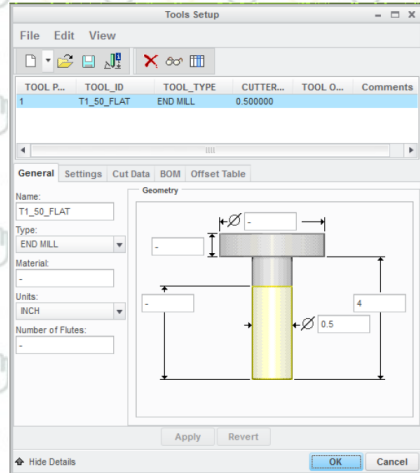 Tools Setup
File Edit View
TOOL P... TOOL_ID TOOL_TYPE CUTTER... TOOL O... Comments
1 T1_50_FLAT END MILL 0.500000
General Settings Cut Data BOM Offset Table
Name:
T1_50_FLAT
Type:
END MILL
Material:
-
Units:
INCH
Number of Flutes:
-
Geometry
Ø -
-
- 4
Ø 0.5
Apply Revert
Hide Details OK Cancel